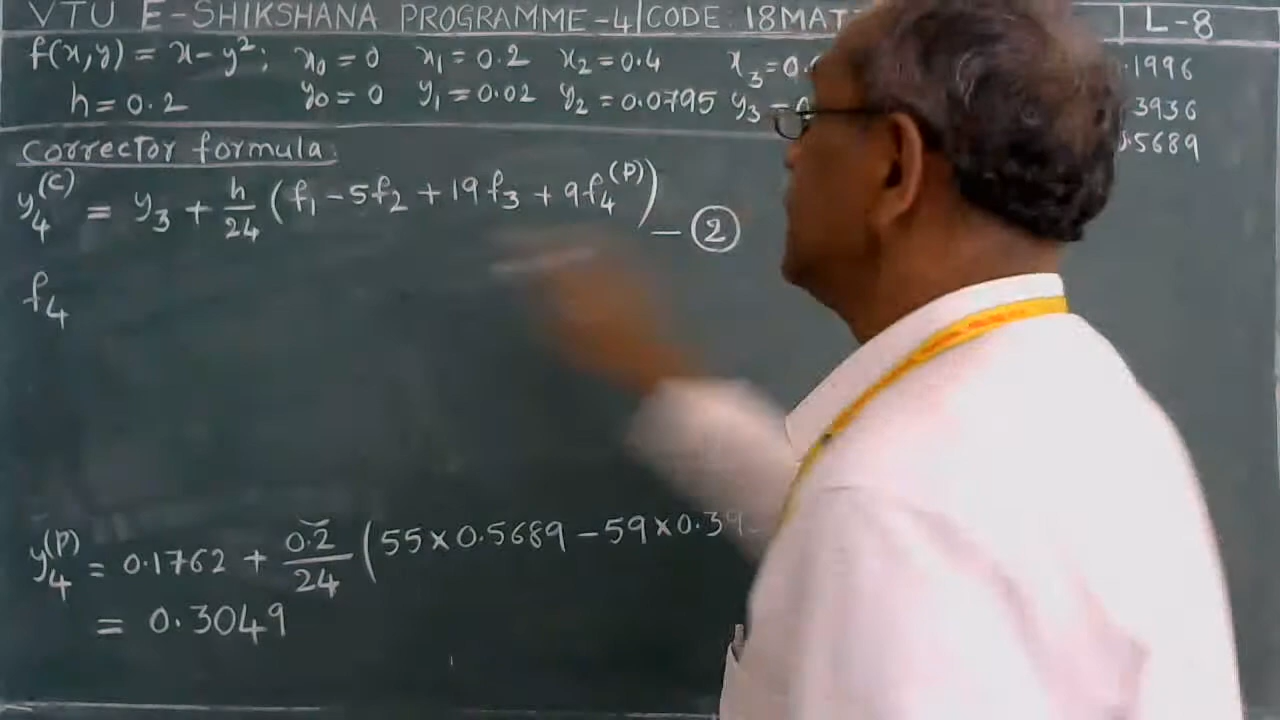 VTU E-SHIKSHANA PROGRAMME-4 | CODE 18MAT | L-8
f(x,y) = x-y²; x₀ = 0 x₁ = 0.2 x₂ = 0.4 x₃ = 0. .1996
h = 0.2 y₀ = 0 y₁ = 0.02 y₂ = 0.0795 y₃ = 3936
.5689
Corrector formula
y₄^(C) = y₃ + h/24 (f₁ - 5f₂ + 19f₃ + 9f₄^(P)) — ②
f₄
y₄^(P) = 0.1762 + 0.2/24 (55 × 0.5689 - 59 × 0.39
= 0.3049